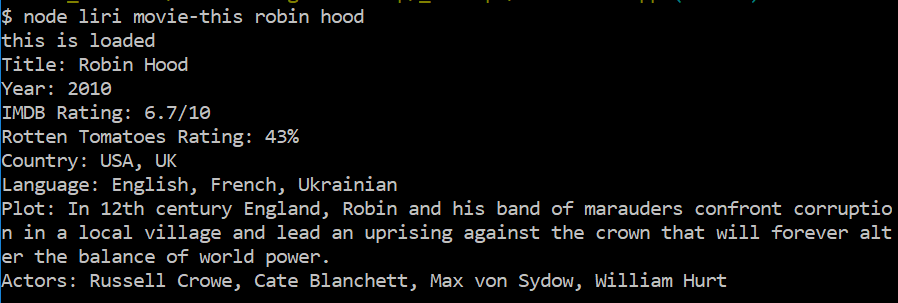 $ node liri movie-this robin hood
this is loaded
Title: Robin Hood
Year: 2010
IMDB Rating: 6.7/10
Rotten Tomatoes Rating: 43%
Country: USA, UK
Language: English, French, Ukrainian
Plot: In 12th century England, Robin and his band of marauders confront corruptio
n in a local village and lead an uprising against the crown that will forever alt
er the balance of world power.
Actors: Russell Crowe, Cate Blanchett, Max von Sydow, William Hurt